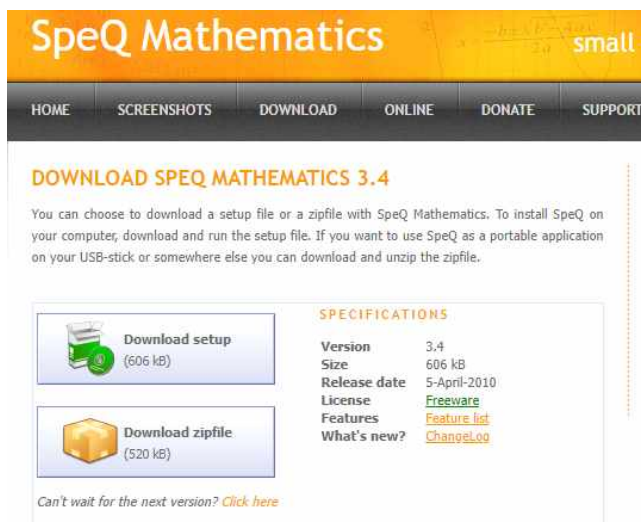 SpeQ Mathematics
small
HOME SCREENSHOTS DOWNLOAD ONLINE DONATE SUPPORT
DOWNLOAD SPEQ MATHEMATICS 3.4
You can choose to download a setup file or a zipfile with SpeQ Mathematics. To install SpeQ on
your computer, download and run the setup file. If you want to use SpeQ as a portable application
on your USB-stick or somewhere else you can download and unzip the zipfile.
Download setup
(606 kB)
Download zipfile
(520 kB)
Can't wait for the next version? Click here
SPECIFICATIONS
Version 3.4
Size 606 kB
Release date 5-April-2010
License Freeware
Features Feature list
What's new? ChangeLog